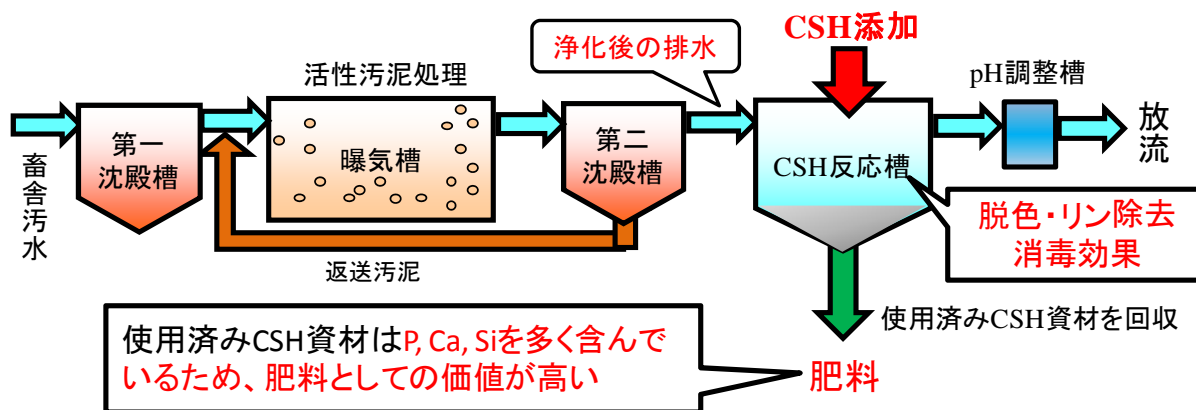 CSH添加
浄化後の排水
活性汚泥処理
pH調整槽
畜舎汚水
第一
沈殿槽
曝気槽
第二
沈殿槽
CSH反応槽
放流
脱色・リン除去
消毒効果
返送汚泥
使用済みCSH資材を回収
使用済みCSH資材はP, Ca, Siを多く含んで
いるため、肥料としての価値が高い
肥料